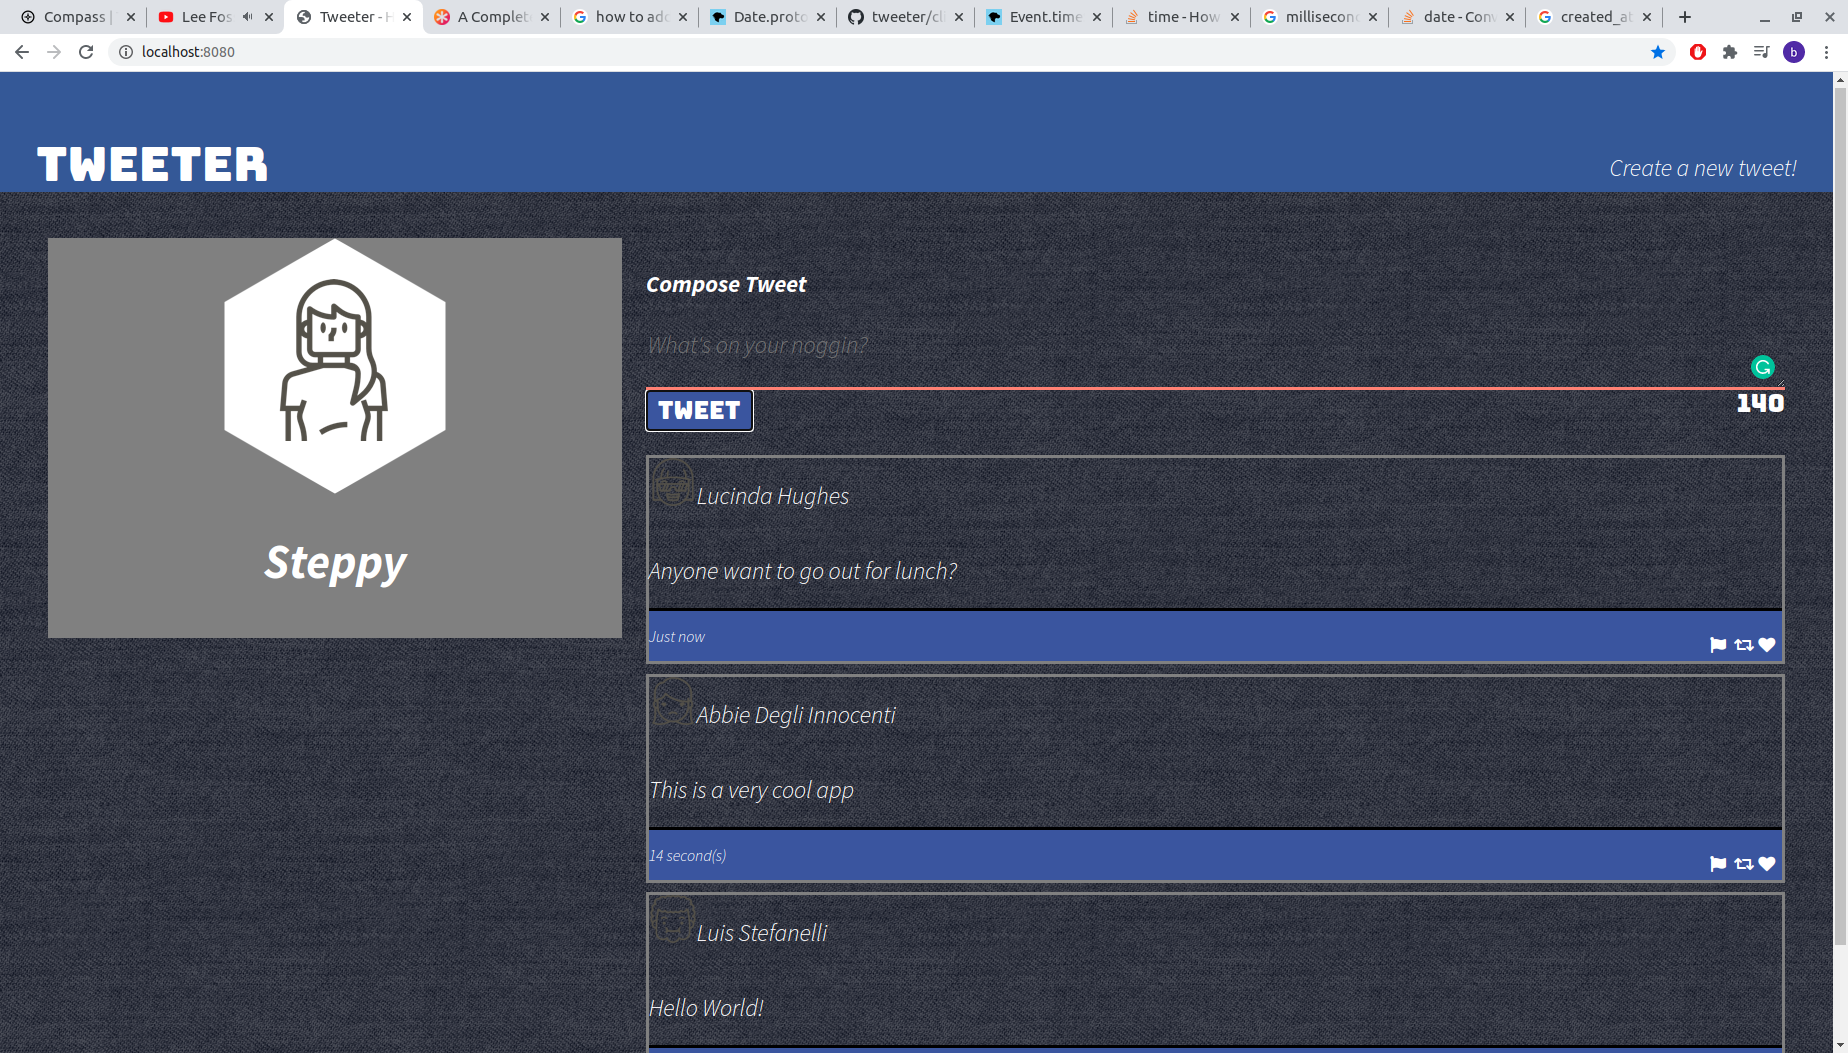 Compass |
Lee Fos
Tweeter - H
A Complet
how to add
Date.proto
tweeter/cli
Event.time
time - How
millisecon
date - Conv
created_at
localhost:8080
b
TWEETER
Create a new tweet!
Steppy
Compose Tweet
What's on your noggin?
TWEET
140
Lucinda Hughes
Anyone want to go out for lunch?
Just now
Abbie Degli Innocenti
This is a very cool app
14 second(s)
Luis Stefanelli
Hello World!